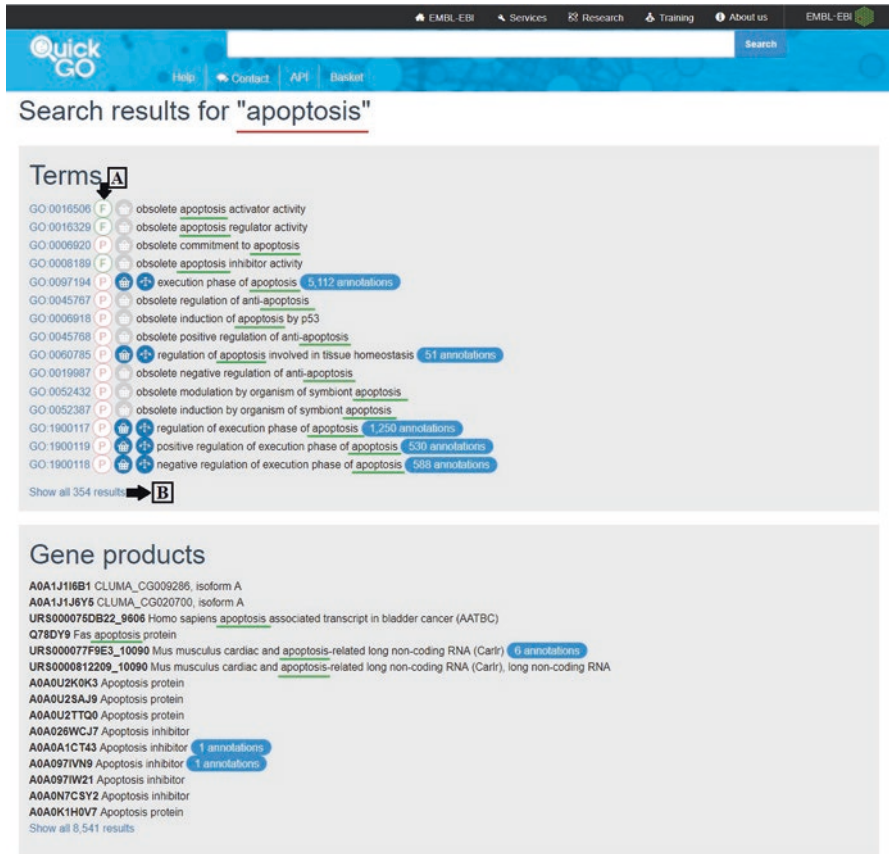 EMBL-EBI Services Research Training About us EMBL-EBI
Quick GO
Search
Help Contact API Basket
Search results for "apoptosis"
Terms A
GO:0016506 F obsolete apoptosis activator activity
GO:0016329 F obsolete apoptosis regulator activity
GO:0006920 P obsolete commitment to apoptosis
GO:0008189 F obsolete apoptosis inhibitor activity
GO:0097194 P execution phase of apoptosis 5,112 annotations
GO:0045767 P obsolete regulation of anti-apoptosis
GO:0006918 P obsolete induction of apoptosis by p53
GO:0045768 P obsolete positive regulation of anti-apoptosis
GO:0060785 P regulation of apoptosis involved in tissue homeostasis 51 annotations
GO:0019987 P obsolete negative regulation of anti-apoptosis
GO:0052432 P obsolete modulation by organism of symbiont apoptosis
GO:0052387 P obsolete induction by organism of symbiont apoptosis
GO:1900117 P regulation of execution phase of apoptosis 1,250 annotations
GO:1900119 P positive regulation of execution phase of apoptosis 530 annotations
GO:1900118 P negative regulation of execution phase of apoptosis 588 annotations
Show all 354 results B
Gene products
A0A1J1I6B1 CLUMA_CG009286, isoform A
A0A1J1J6Y5 CLUMA_CG020700, isoform A
URS000075DB22_9606 Homo sapiens apoptosis associated transcript in bladder cancer (AATBC)
Q78DY9 Fas apoptosis protein
URS000077F9E3_10090 Mus musculus cardiac and apoptosis-related long non-coding RNA (Carlr) 6 annotations
URS0000812209_10090 Mus musculus cardiac and apoptosis-related long non-coding RNA (Carlr), long non-coding RNA
A0A0U2K0K3 Apoptosis protein
A0A0U2SAJ9 Apoptosis protein
A0A0U2TTQ0 Apoptosis protein
A0A026WCJ7 Apoptosis inhibitor
A0A0A1CT43 Apoptosis inhibitor 1 annotations
A0A097IVN9 Apoptosis inhibitor 1 annotations
A0A097IW21 Apoptosis inhibitor
A0A0N7CSY2 Apoptosis inhibitor
A0A0K1H0V7 Apoptosis protein
Show all 8,541 results